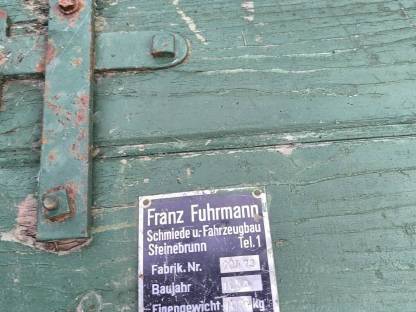 Franz Fuhrmann
Schmiede u. Fahrzeugbau
Steinebrunn Tel. 1
Fabrik. Nr.
Baujahr
Eigengewicht kg